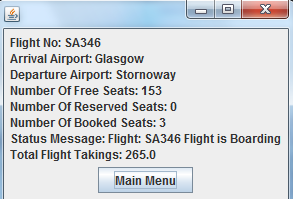 Flight No: SA346
Arrival Airport: Glasgow
Departure Airport: Stornoway
Number Of Free Seats: 153
Number Of Reserved Seats: 0
Number Of Booked Seats: 3
Status Message: Flight: SA346 Flight is Boarding
Total Flight Takings: 265.0
Main Menu